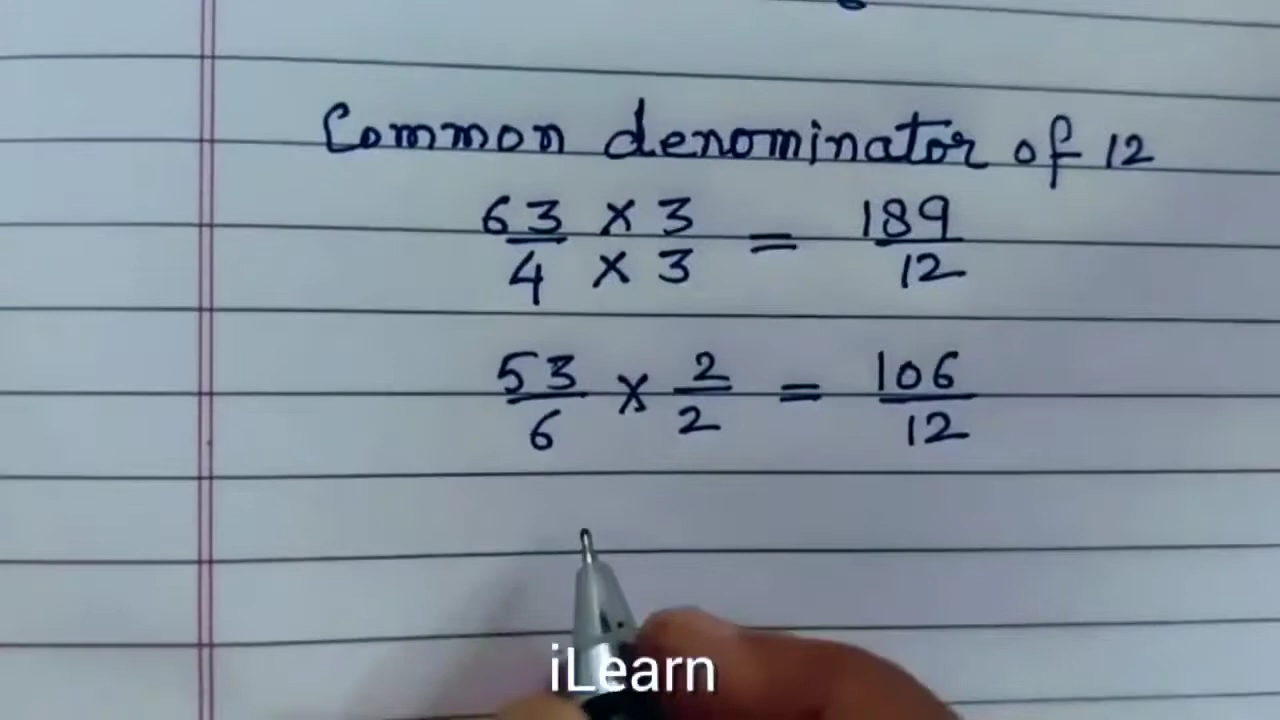 Common denominator of 12
63 × 3 = 189
4 × 3 12
53 × 2 = 106
6 2 12
iLearn